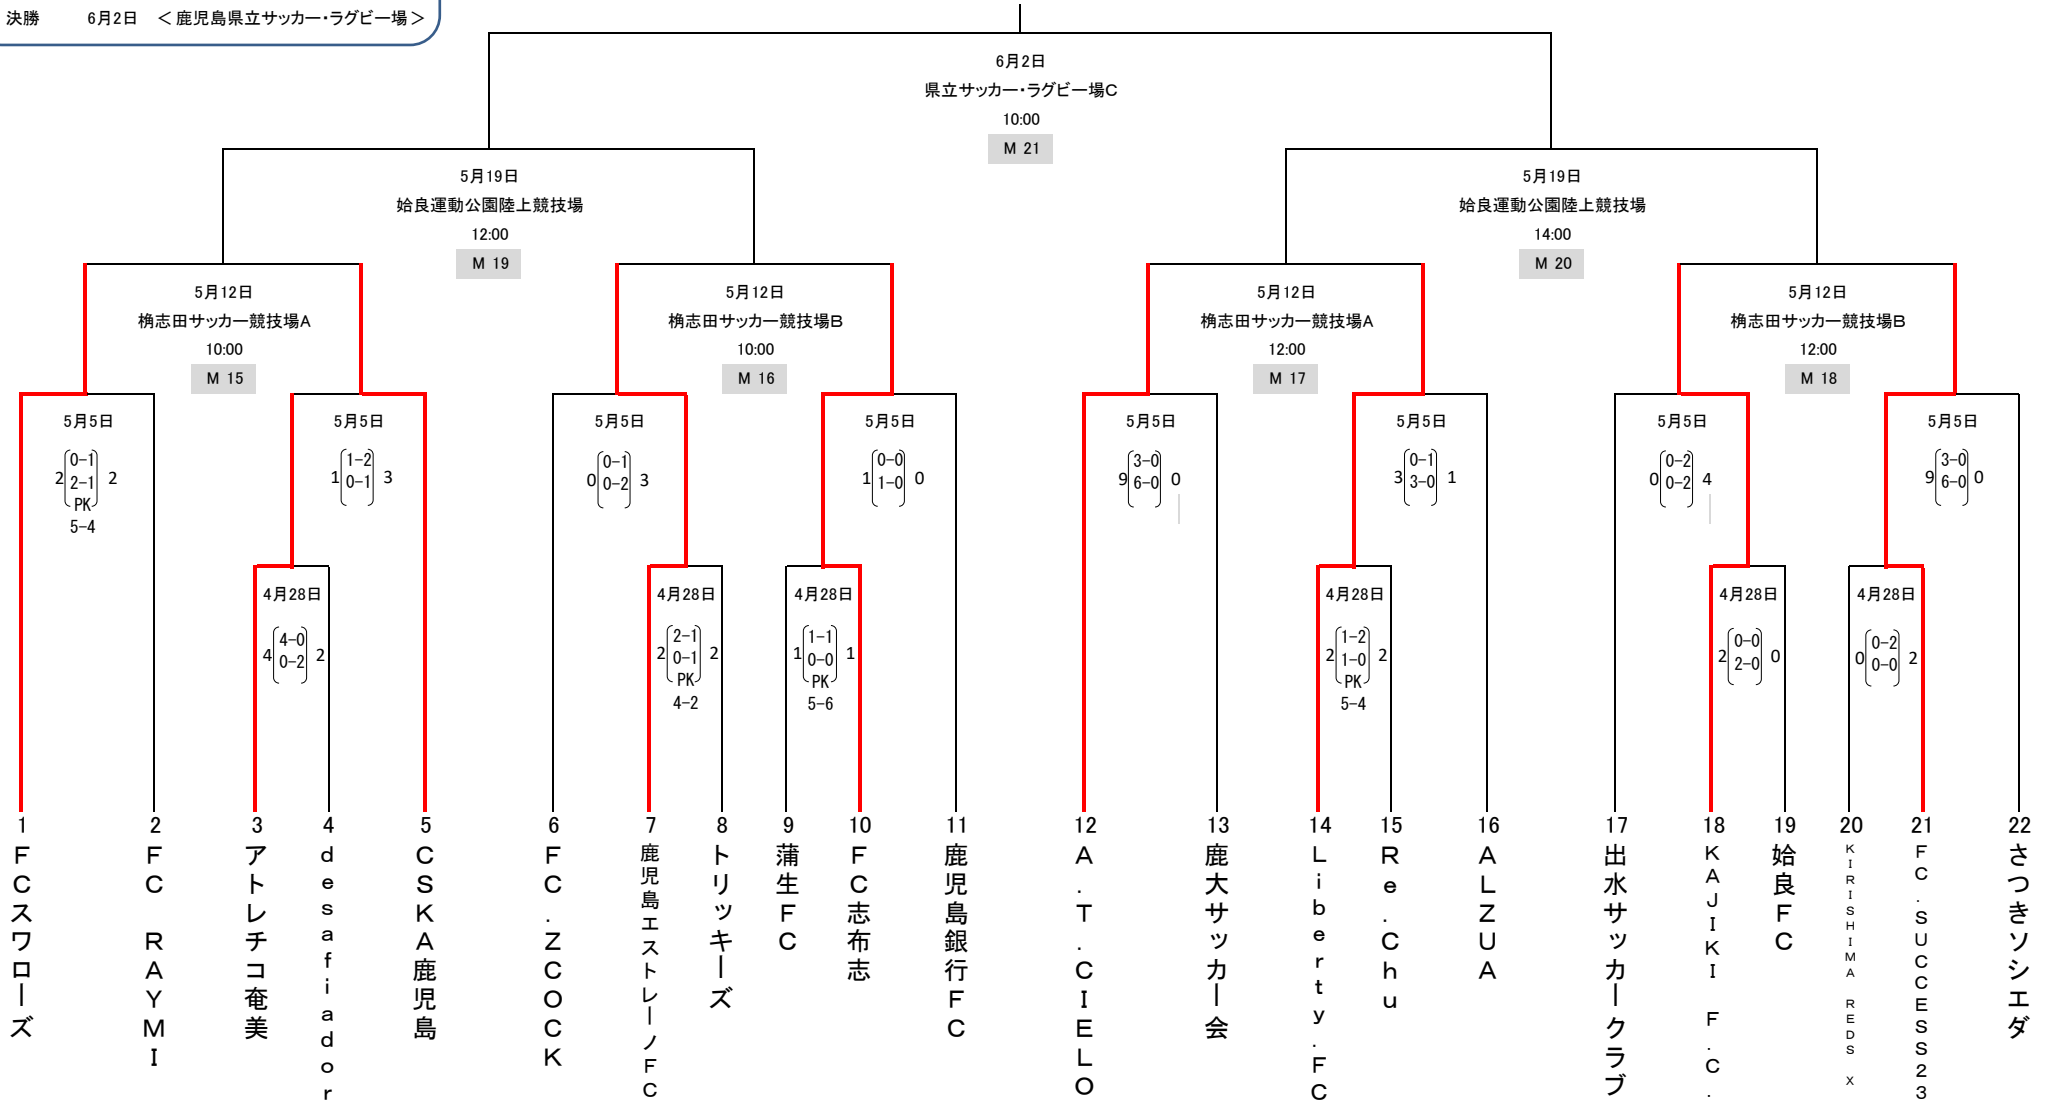 決勝 6月2日 ＜鹿児島県立サッカー・ラグビー場＞
6月2日
県立サッカー・ラグビー場C
10:00
M 21
5月19日
姶良運動公園陸上競技場
12:00
M 19
5月19日
姶良運動公園陸上競技場
14:00
M 20
5月12日
桷志田サッカー競技場A
10:00
M 15
5月12日
桷志田サッカー競技場B
10:00
M 16
5月12日
桷志田サッカー競技場A
12:00
M 17
5月12日
桷志田サッカー競技場B
12:00
M 18
5月5日
0-1
2 2-1 2
PK
5-4
5月5日
1-2
1 0-1 3
5月5日
0-1
0 0-2 3
5月5日
0-0
1 1-0 0
5月5日
3-0
9 6-0 0
5月5日
0-1
3 3-0 1
5月5日
0-2
0 0-2 4
5月5日
3-0
9 6-0 0
4月28日
4-0
4 0-2 2
4月28日
2-1
2 0-1 2
PK
4-2
4月28日
1-1
1 0-0 1
PK
5-6
4月28日
1-2
2 1-0 2
PK
5-4
4月28日
0-0
2 2-0 0
4月28日
0-2
0 0-0 2
1 FCスワローズ
2 FC RAYMI
3 アトレチコ奄美
4 desafiador
5 CSKA鹿児島
6 FC.ZCOCK
7 鹿児島エストレーノFC
8 トリッキーズ
9 蒲生FC
10 FC志布志
11 鹿児島銀行FC
12 A.T.CIELO
13 鹿大サッカー会
14 Liberty.FC
15 Re.Chu
16 ALZUA
17 出水サッカークラブ
18 KAJIKI F.C.
19 姶良FC
20 KIRISHIMA REDS X
21 FC.SUCCESS23
22 さつきソシエダ